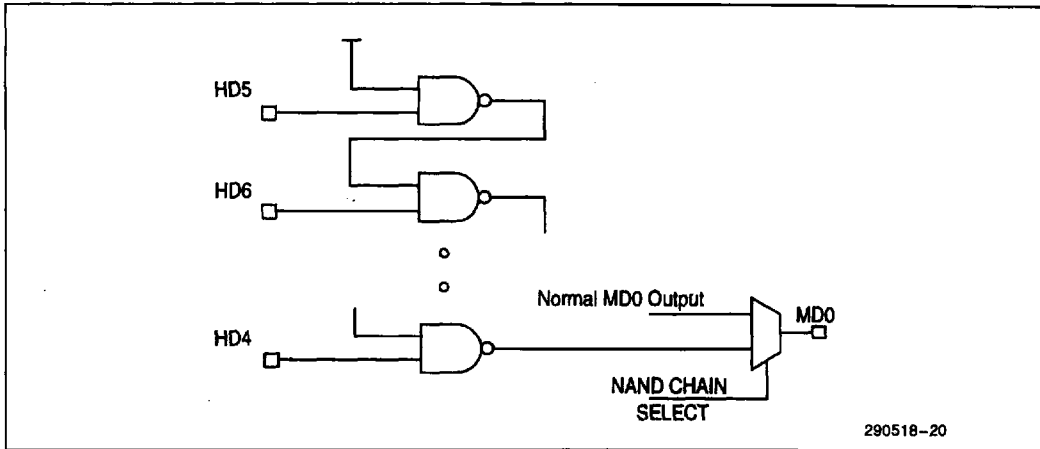 HD5
HD6
Normal MD0 Output
MD0
HD4
NAND CHAIN
SELECT
290518-20